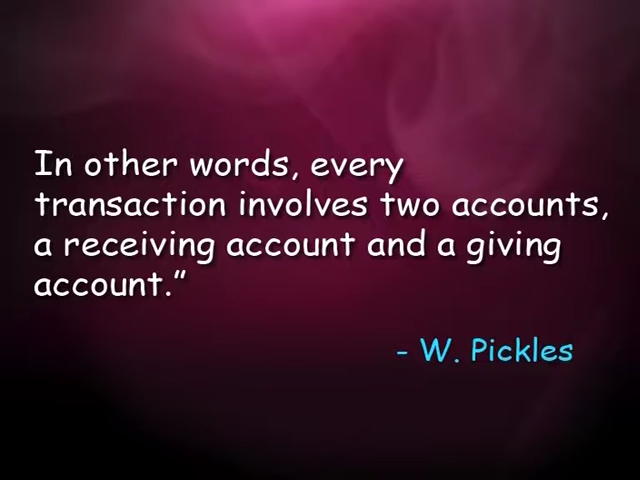 In other words, every
transaction involves two accounts,
a receiving account and a giving
account.”
- W. Pickles